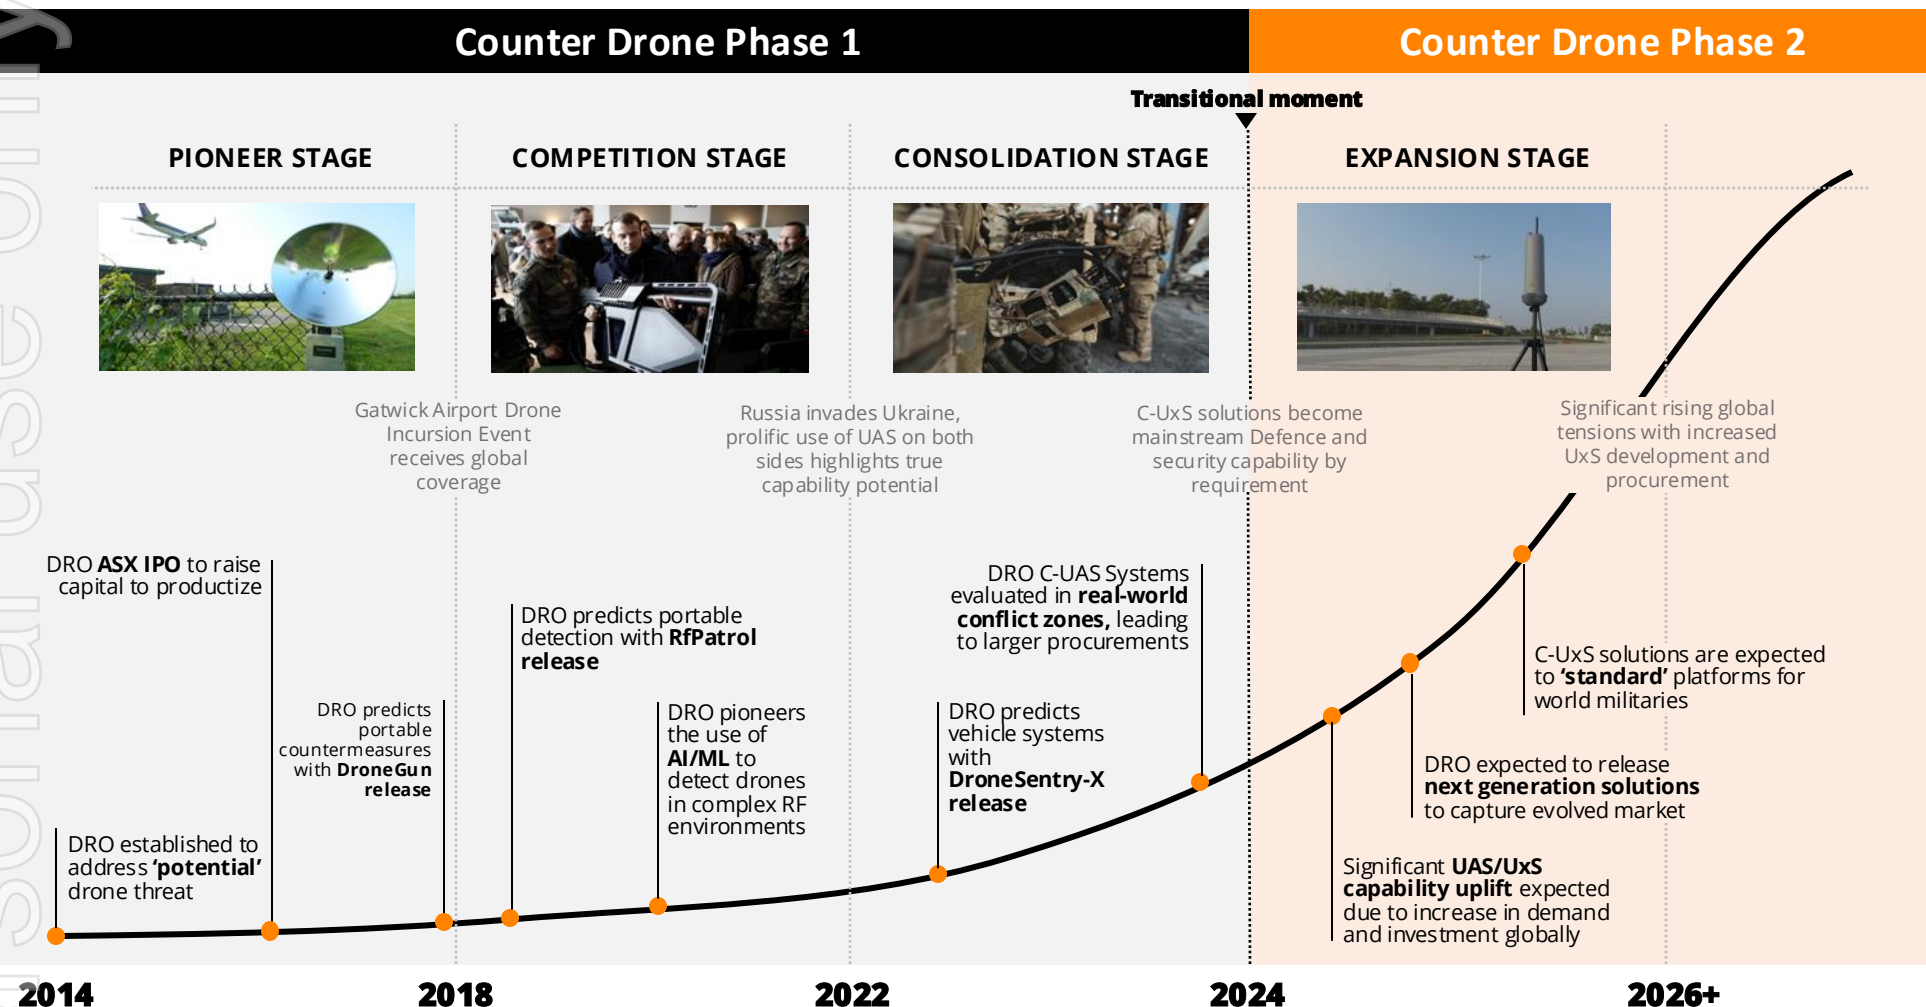 Counter Drone Phase 1
Counter Drone Phase 2
Transitional moment
PIONEER STAGE
COMPETITION STAGE
CONSOLIDATION STAGE
EXPANSION STAGE
Gatwick Airport Drone
Incursion Event
receives global
coverage
Russia invades Ukraine,
prolific use of UAS on both
sides highlights true
capability potential
C-UxS solutions become
mainstream Defence and
security capability by
requirement
Significant rising global
tensions with increased
UxS development and
procurement
DRO ASX IPO to raise
capital to productize
DRO predicts portable
detection with RfPatrol
release
DRO C-UAS Systems
evaluated in real-world
conflict zones, leading
to larger procurements
C-UxS solutions are expected
to ‘standard’ platforms for
world militaries
DRO predicts
portable
countermeasures
with DroneGun
release
DRO pioneers
the use of
AI/ML to
detect drones
in complex RF
environments
DRO predicts
vehicle systems
with
DroneSentry-X
release
DRO expected to release
next generation solutions
to capture evolved market
DRO established to
address ‘potential’
drone threat
Significant UAS/UxS
capability uplift expected
due to increase in demand
and investment globally
2014
2018
2022
2024
2026+
use only